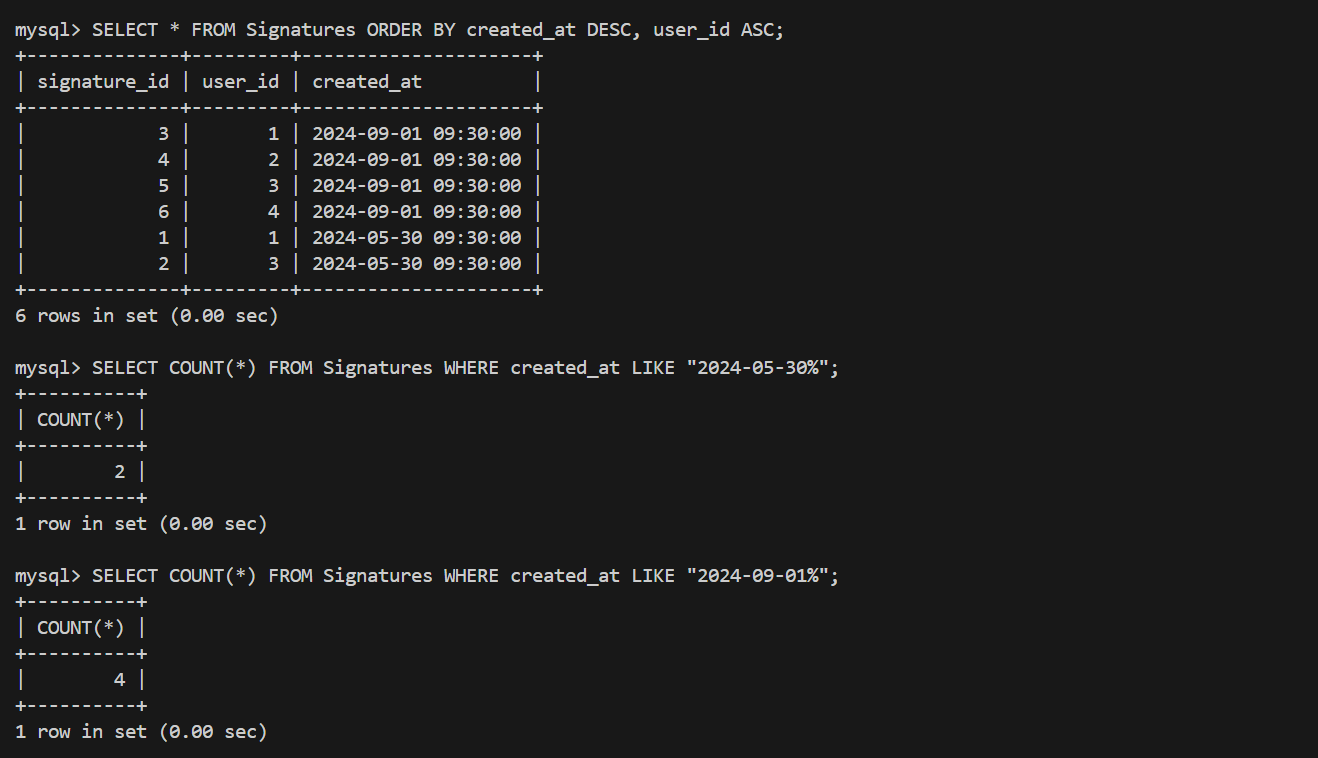 mysql> SELECT * FROM Signatures ORDER BY created_at DESC, user_id ASC;
+--------------+---------+---------------------+
| signature_id | user_id | created_at          |
+--------------+---------+---------------------+
|            3 |       1 | 2024-09-01 09:30:00 |
|            4 |       2 | 2024-09-01 09:30:00 |
|            5 |       3 | 2024-09-01 09:30:00 |
|            6 |       4 | 2024-09-01 09:30:00 |
|            1 |       1 | 2024-05-30 09:30:00 |
|            2 |       3 | 2024-05-30 09:30:00 |
+--------------+---------+---------------------+
6 rows in set (0.00 sec)

mysql> SELECT COUNT(*) FROM Signatures WHERE created_at LIKE "2024-05-30%";
+----------+
| COUNT(*) |
+----------+
|        2 |
+----------+
1 row in set (0.00 sec)

mysql> SELECT COUNT(*) FROM Signatures WHERE created_at LIKE "2024-09-01%";
+----------+
| COUNT(*) |
+----------+
|        4 |
+----------+
1 row in set (0.00 sec)